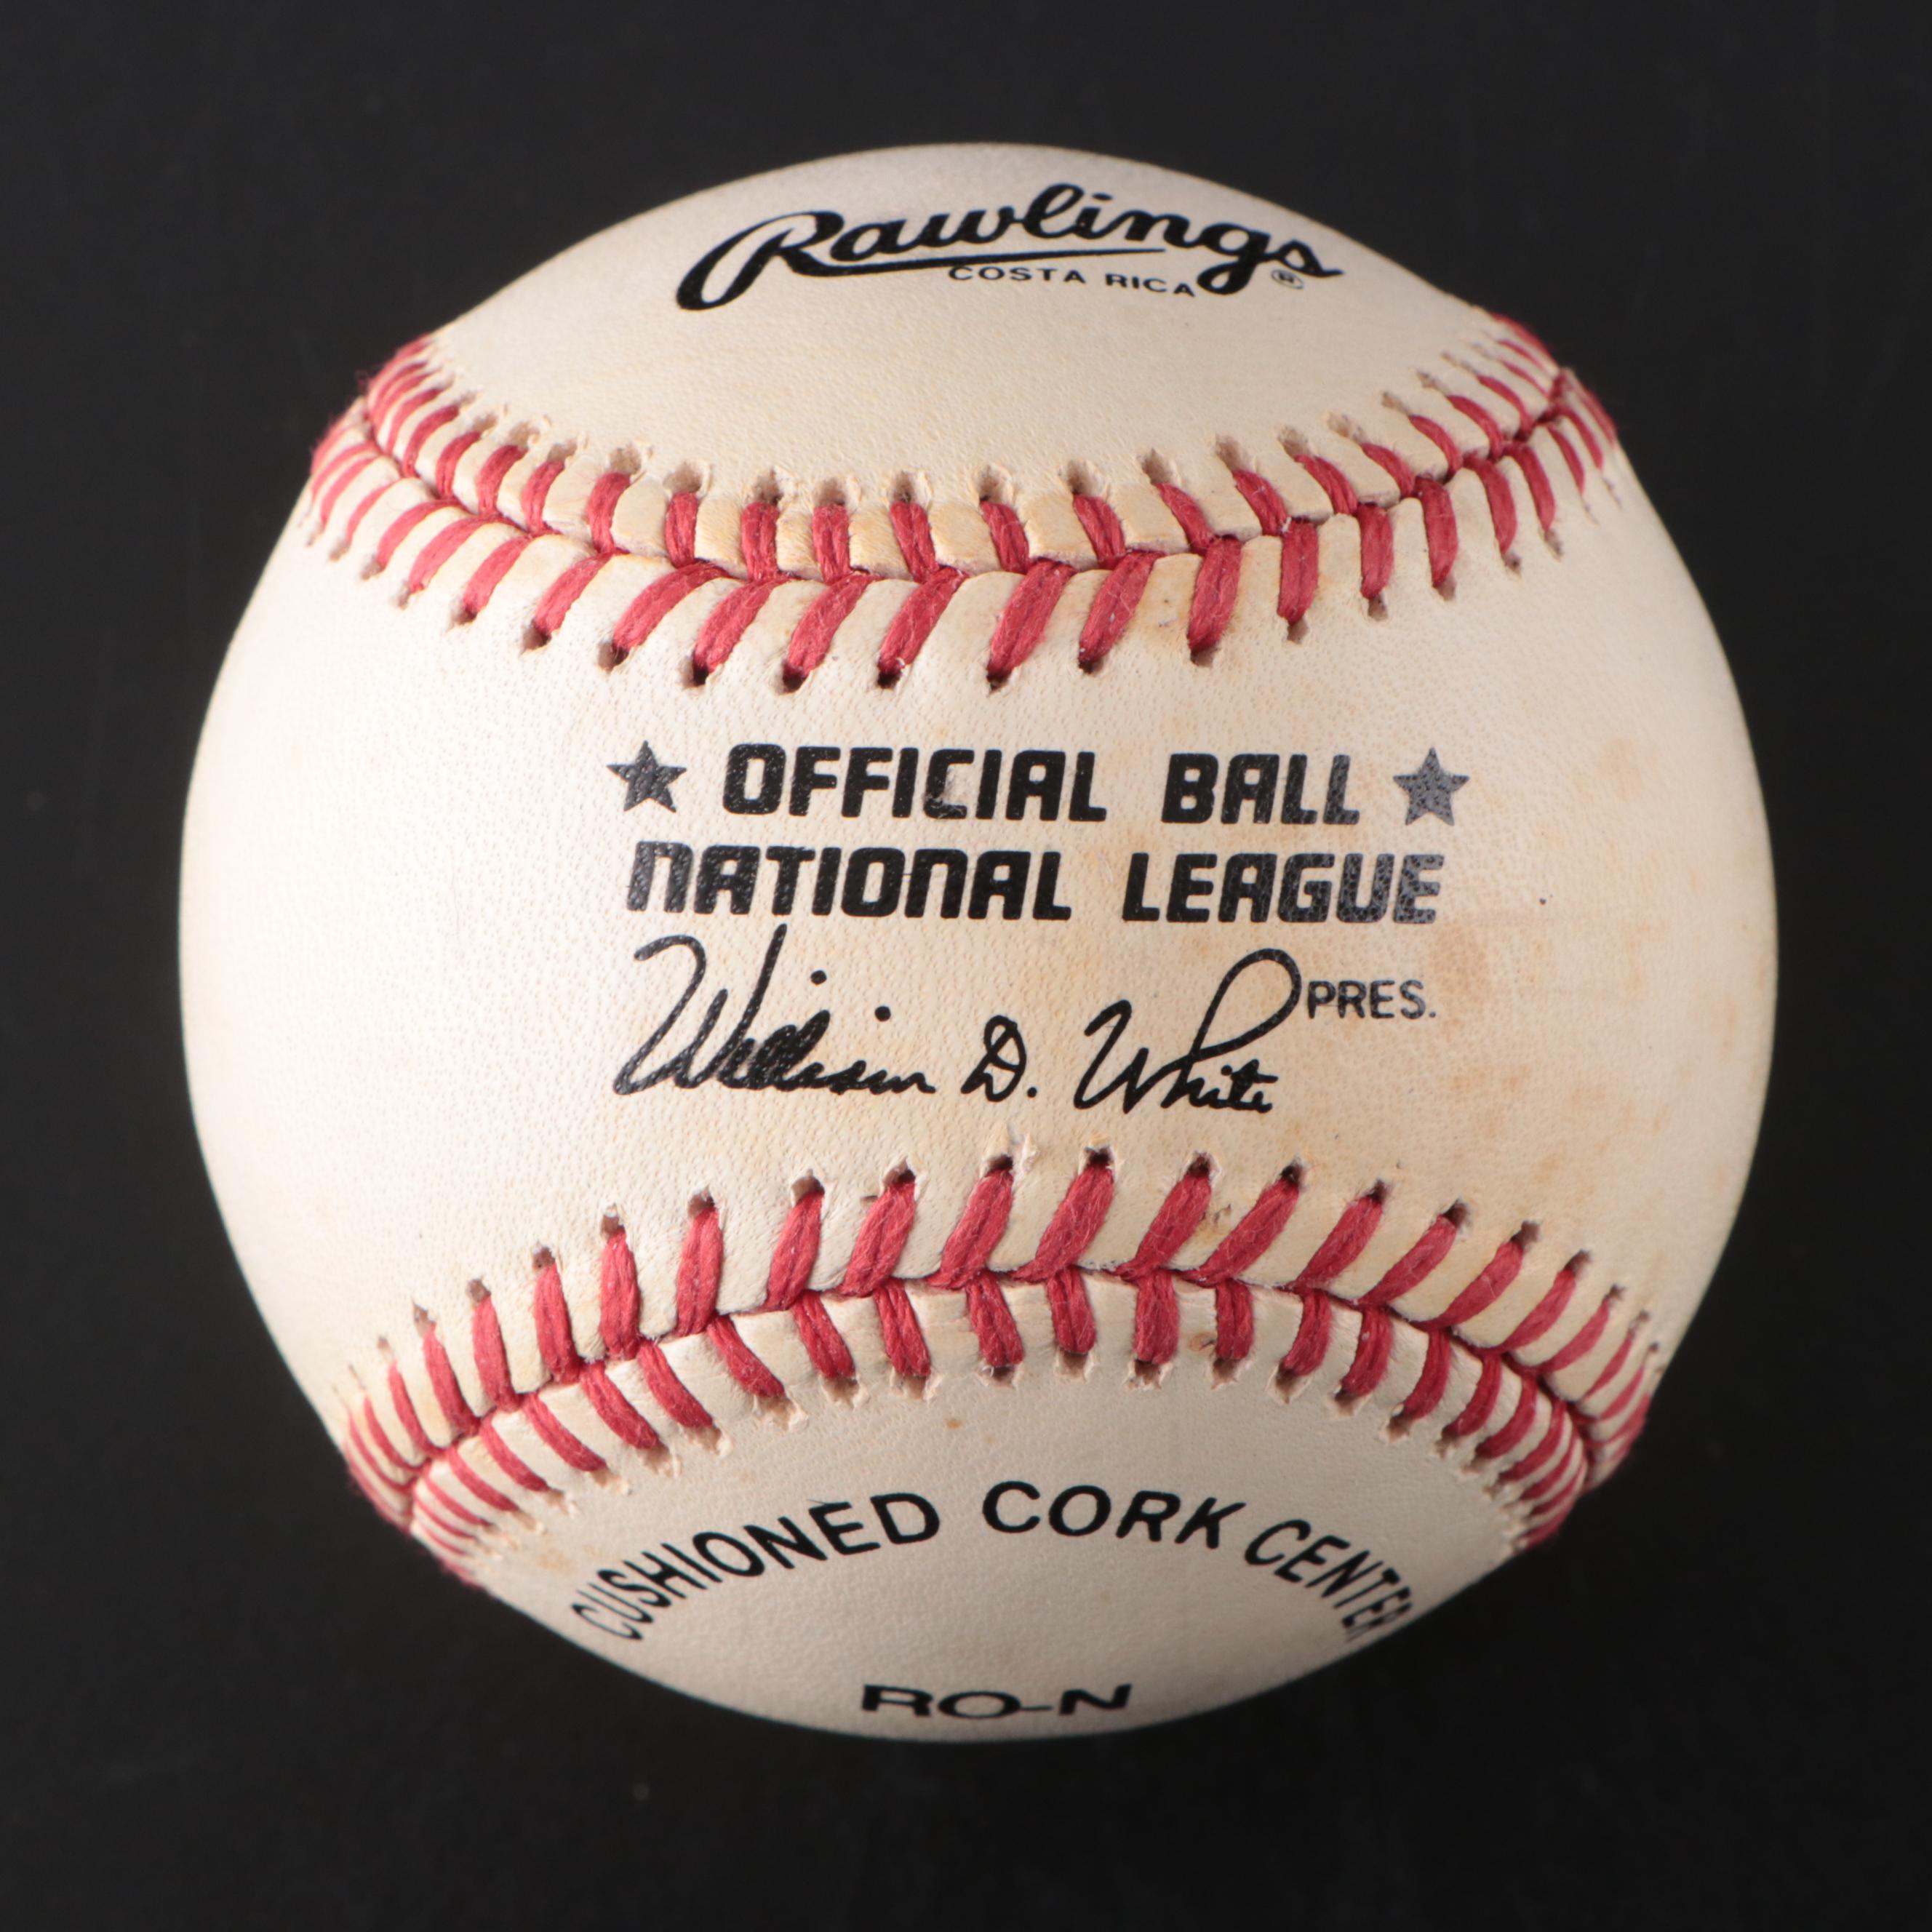 Rawlings®
COSTA RICA
★ OFFICIAL BALL ★
NATIONAL LEAGUE
William D. White PRES.
CUSHIONED CORK CENTER
RO-N